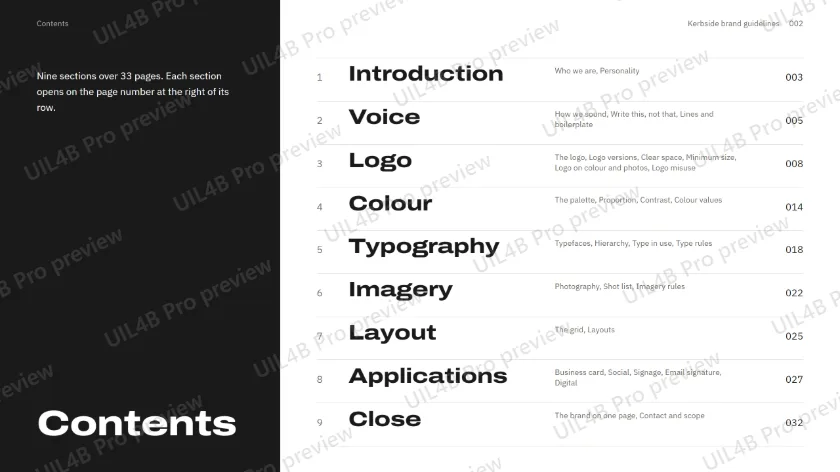 Contents
Kerbside brand guidelines 002
Nine sections over 33 pages. Each section
opens on the page number at the right of its
row.
1 Introduction Who we are, Personality 003
2 Voice How we sound, Write this, not that, Lines and
boilerplate 005
3 Logo The logo, Logo versions, Clear space, Minimum size,
Logo on colour and photos, Logo misuse 008
4 Colour The palette, Proportion, Contrast, Colour values 014
5 Typography Typefaces, Hierarchy, Type in use, Type rules 018
6 Imagery Photography, Shot list, Imagery rules 022
7 Layout The grid, Layouts 025
8 Applications Business card, Social, Signage, Email signature,
Digital 027
9 Close The brand on one page, Contact and scope 032
Contents
UIL4B Pro preview